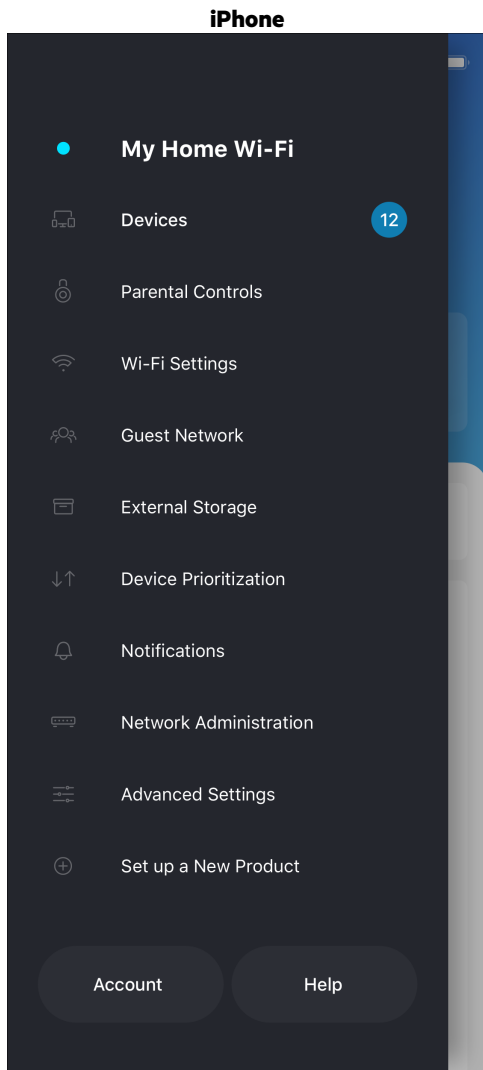 iPhone
My Home Wi-Fi
Devices 12
Parental Controls
Wi-Fi Settings
Guest Network
External Storage
Device Prioritization
Notifications
Network Administration
Advanced Settings
Set up a New Product
Account Help